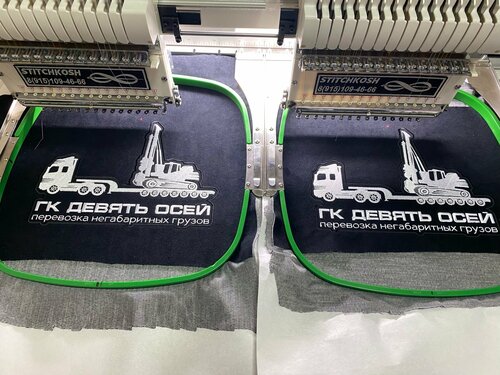 STITCHKOSH
8(915)109-46-66
STITCHKOSH
8(915)109-46-66
ГК ДЕВЯТЬ ОСЕЙ
перевозка негабаритных грузов
ГК ДЕВЯТЬ ОСЕЙ
перевозка негабаритных грузов